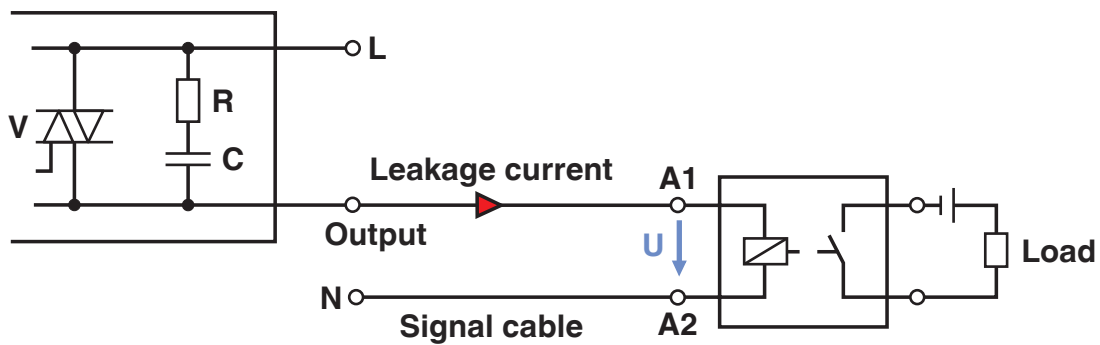 L
V
R
C
Leakage current
A1
Output
U
Load
N
Signal cable
A2